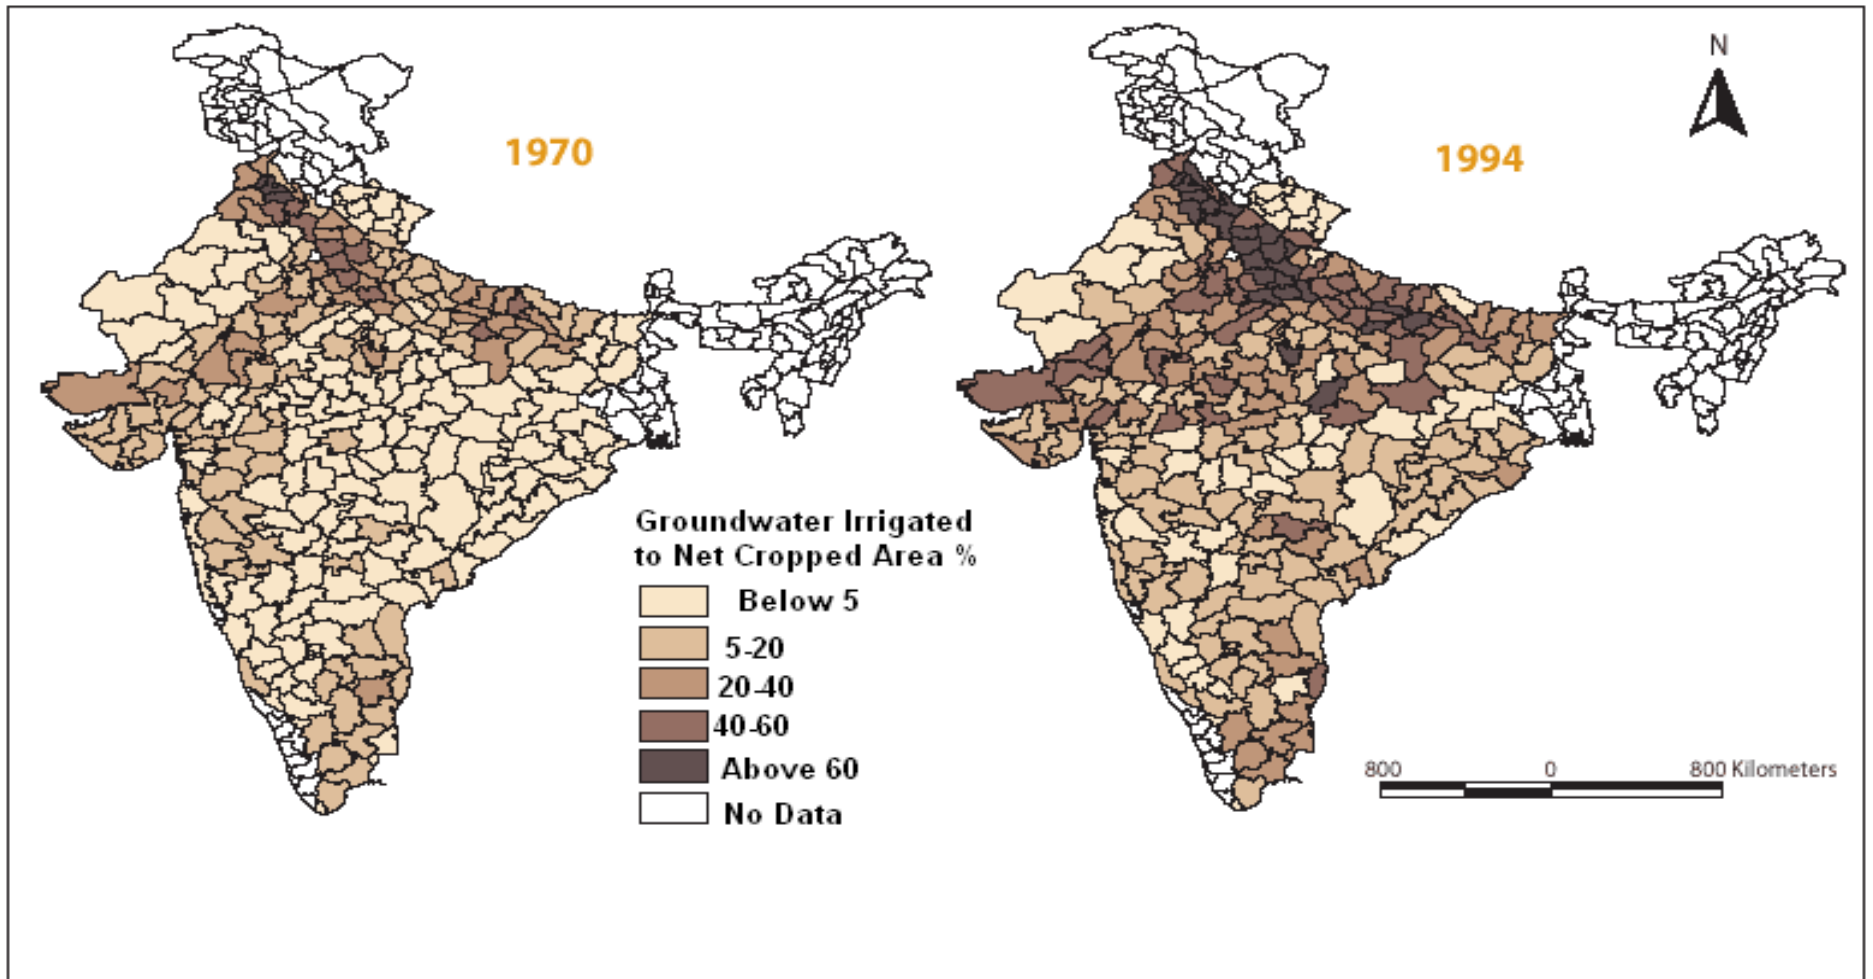 1970
1994
N
Groundwater Irrigated
to Net Cropped Area %
Below 5
5-20
20-40
40-60
Above 60
No Data
800 0 800 Kilometers